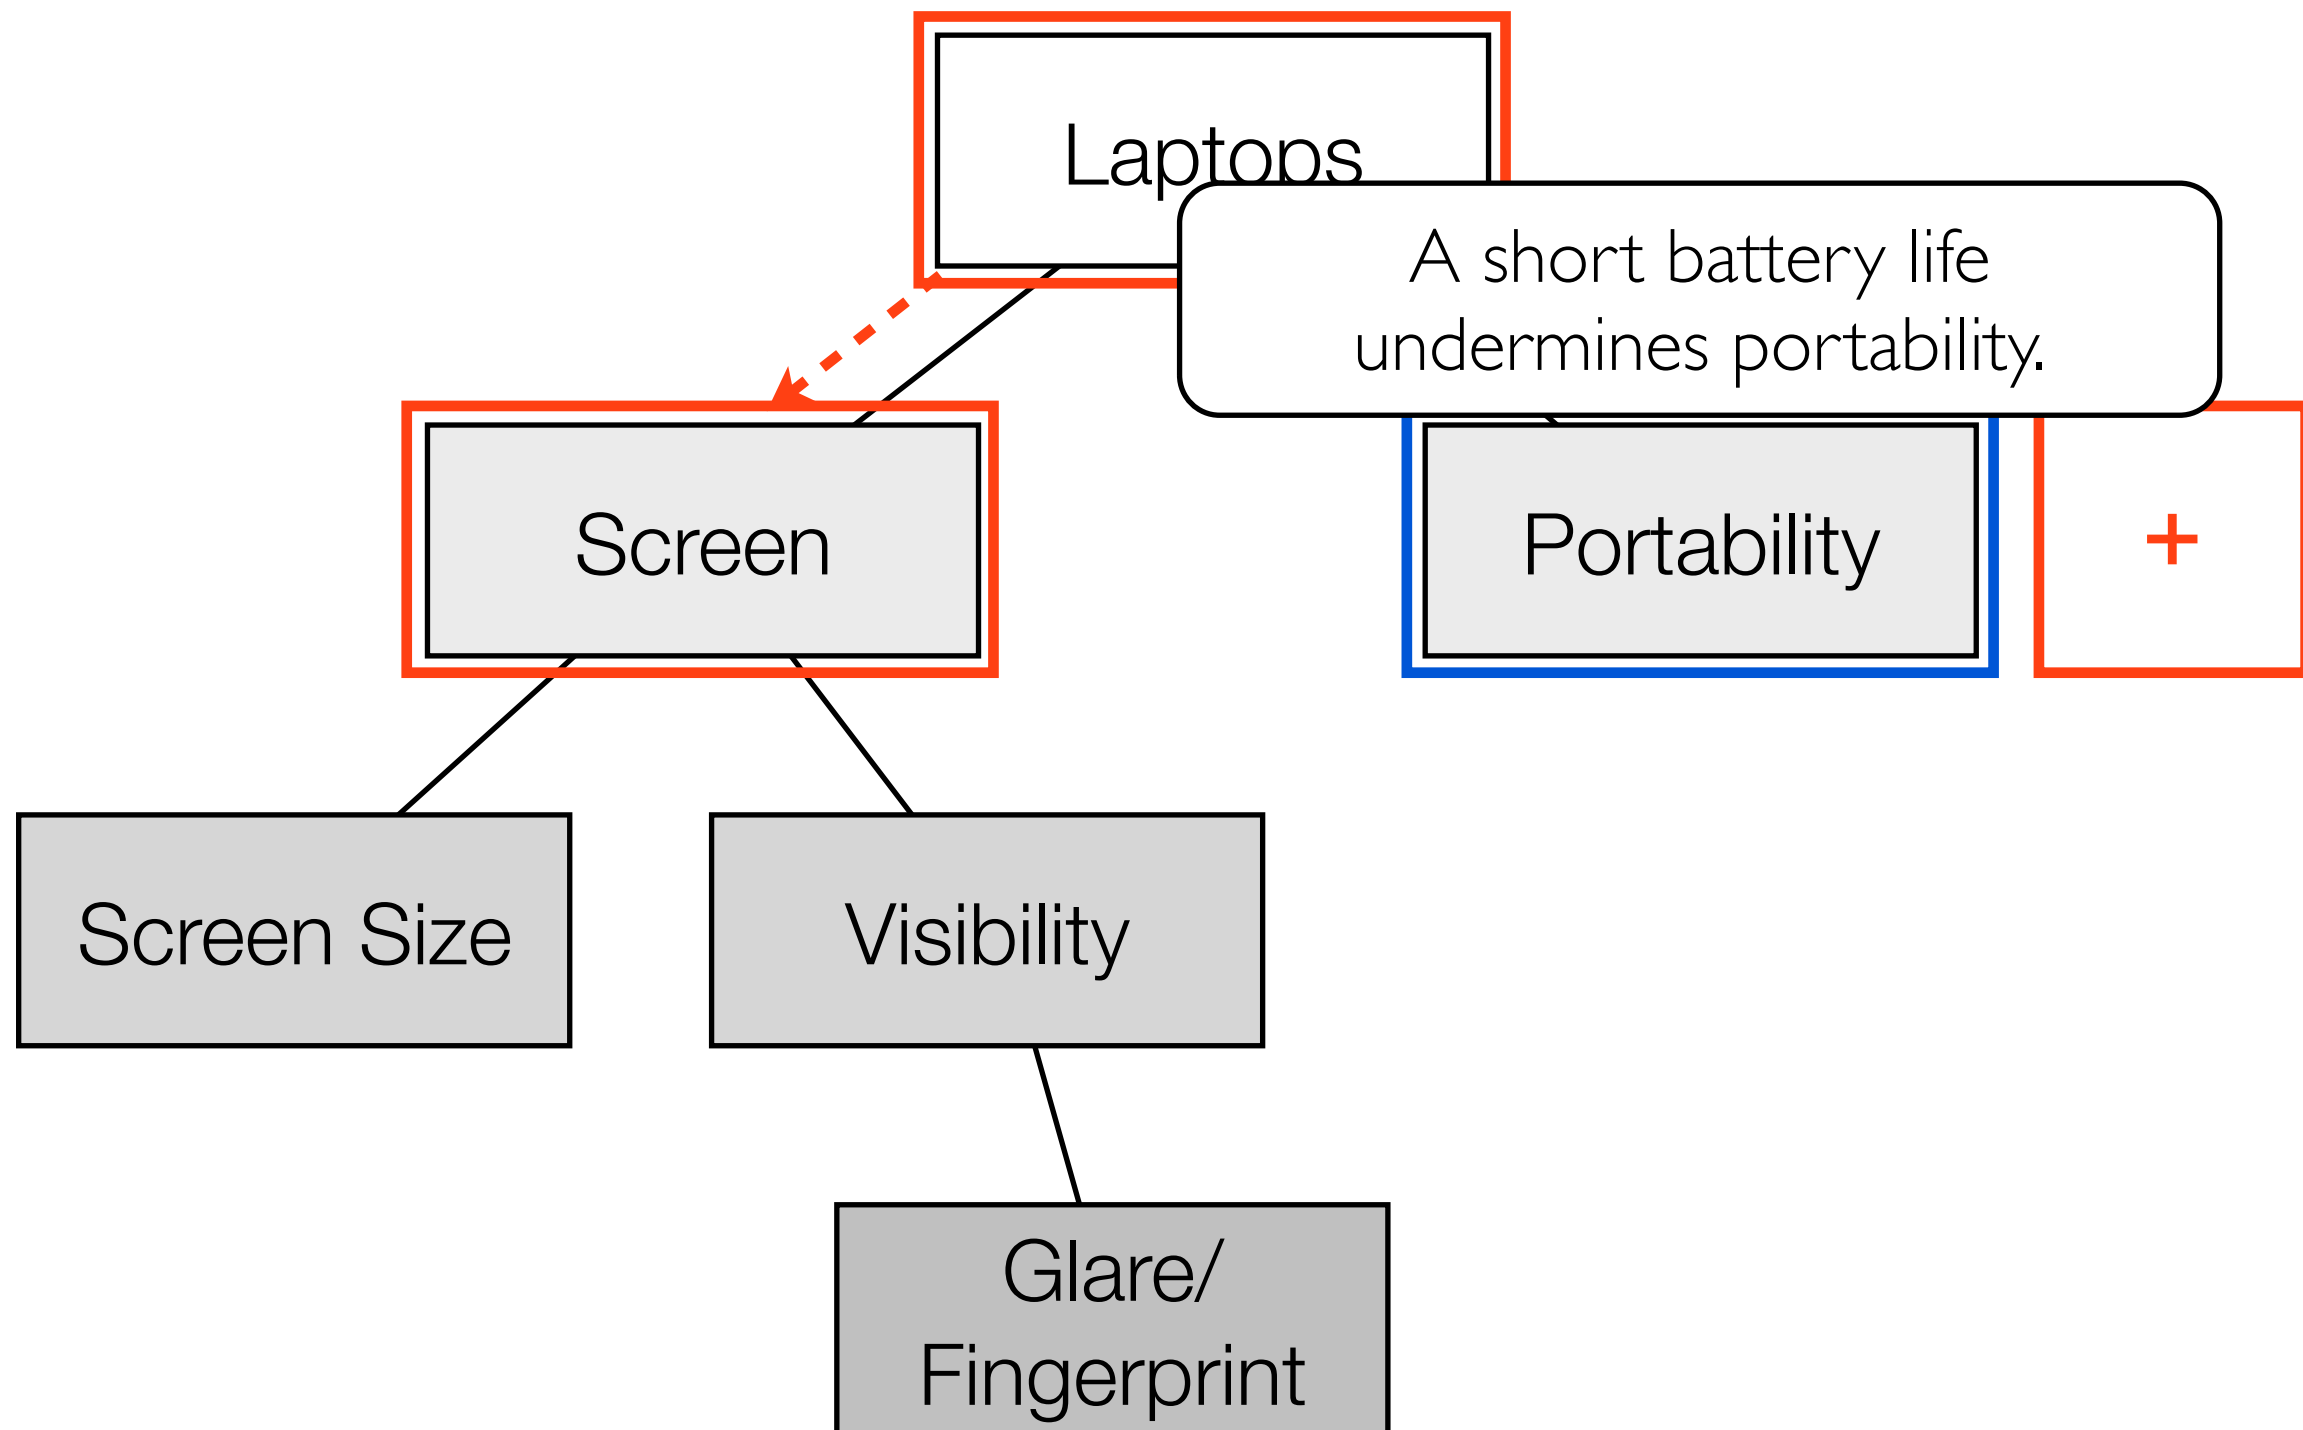 Laptops
A short battery life
undermines portability.
Screen
Portability
+
Screen Size
Visibility
Glare/
Fingerprint